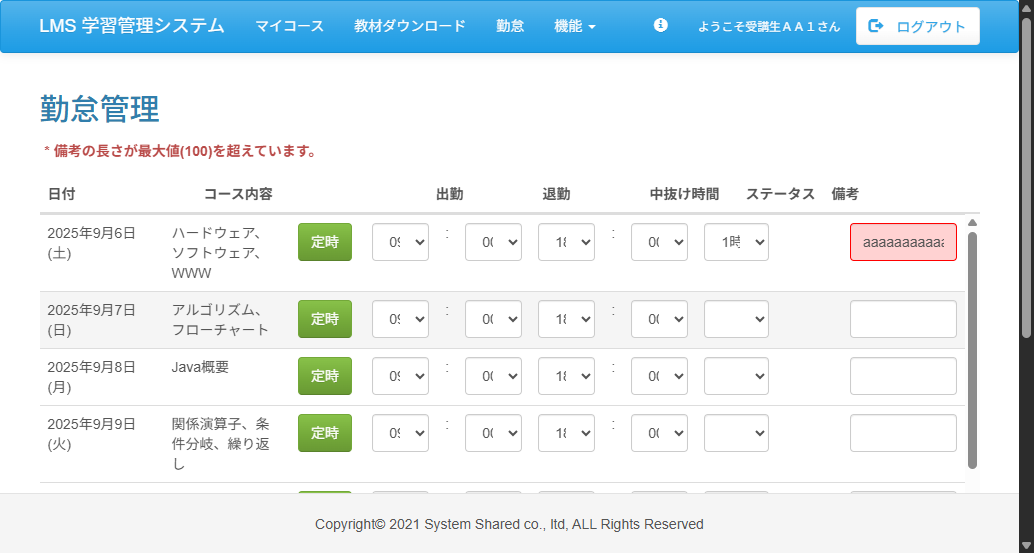 LMS 学習管理システム マイコース 教材ダウンロード 勤怠 機能 ようこそ受講生ＡＡ１さん ログアウト
勤怠管理
* 備考の長さが最大値(100)を超えています。
日付 コース内容 出勤 退勤 中抜け時間 ステータス 備考
2025年9月6日 ハードウェア、 定時 09 : 00 18 : 00 1時 aaaaaaaaaaa
(土) ソフトウェア、
WWW
2025年9月7日 アルゴリズム、 定時 09 : 00 18 : 00
(日) フローチャート
2025年9月8日 Java概要 定時 09 : 00 18 : 00
(月)
2025年9月9日 関係演算子、条 定時 09 : 00 18 : 00
(火) 件分岐、繰り返
し
Copyright© 2021 System Shared co., ltd, ALL Rights Reserved